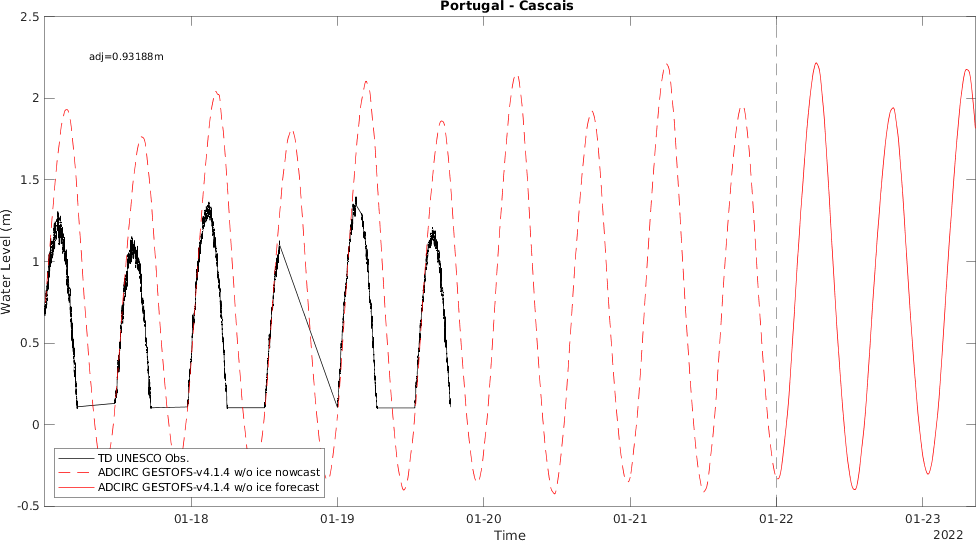 Portugal - Cascais
adj=0.93188m
2.5
2
1.5
1
0.5
0
-0.5
Water Level (m)
TD UNESCO Obs.
ADCIRC GESTOFS-v4.1.4 w/o ice nowcast
ADCIRC GESTOFS-v4.1.4 w/o ice forecast
01-18 01-19 01-20 01-21 01-22 01-23
Time
2022